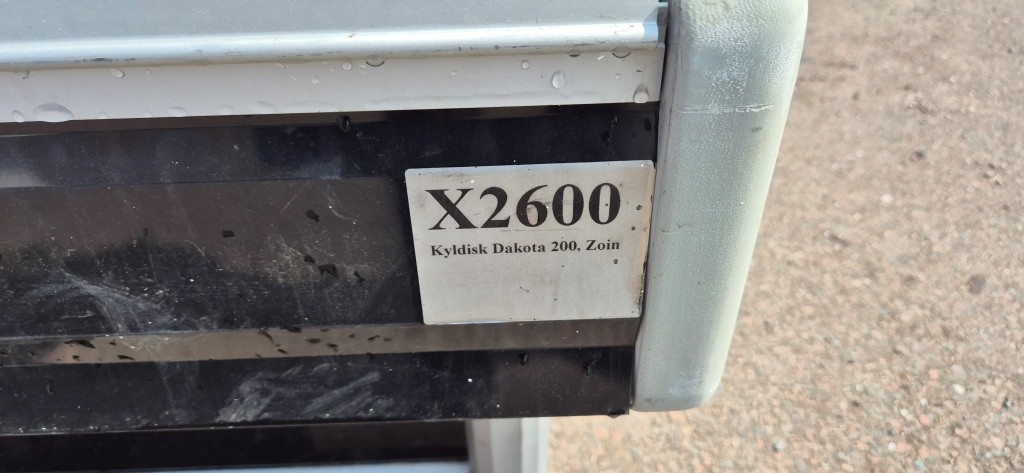 X2600
Kyldisk Dakota 200, Zoin